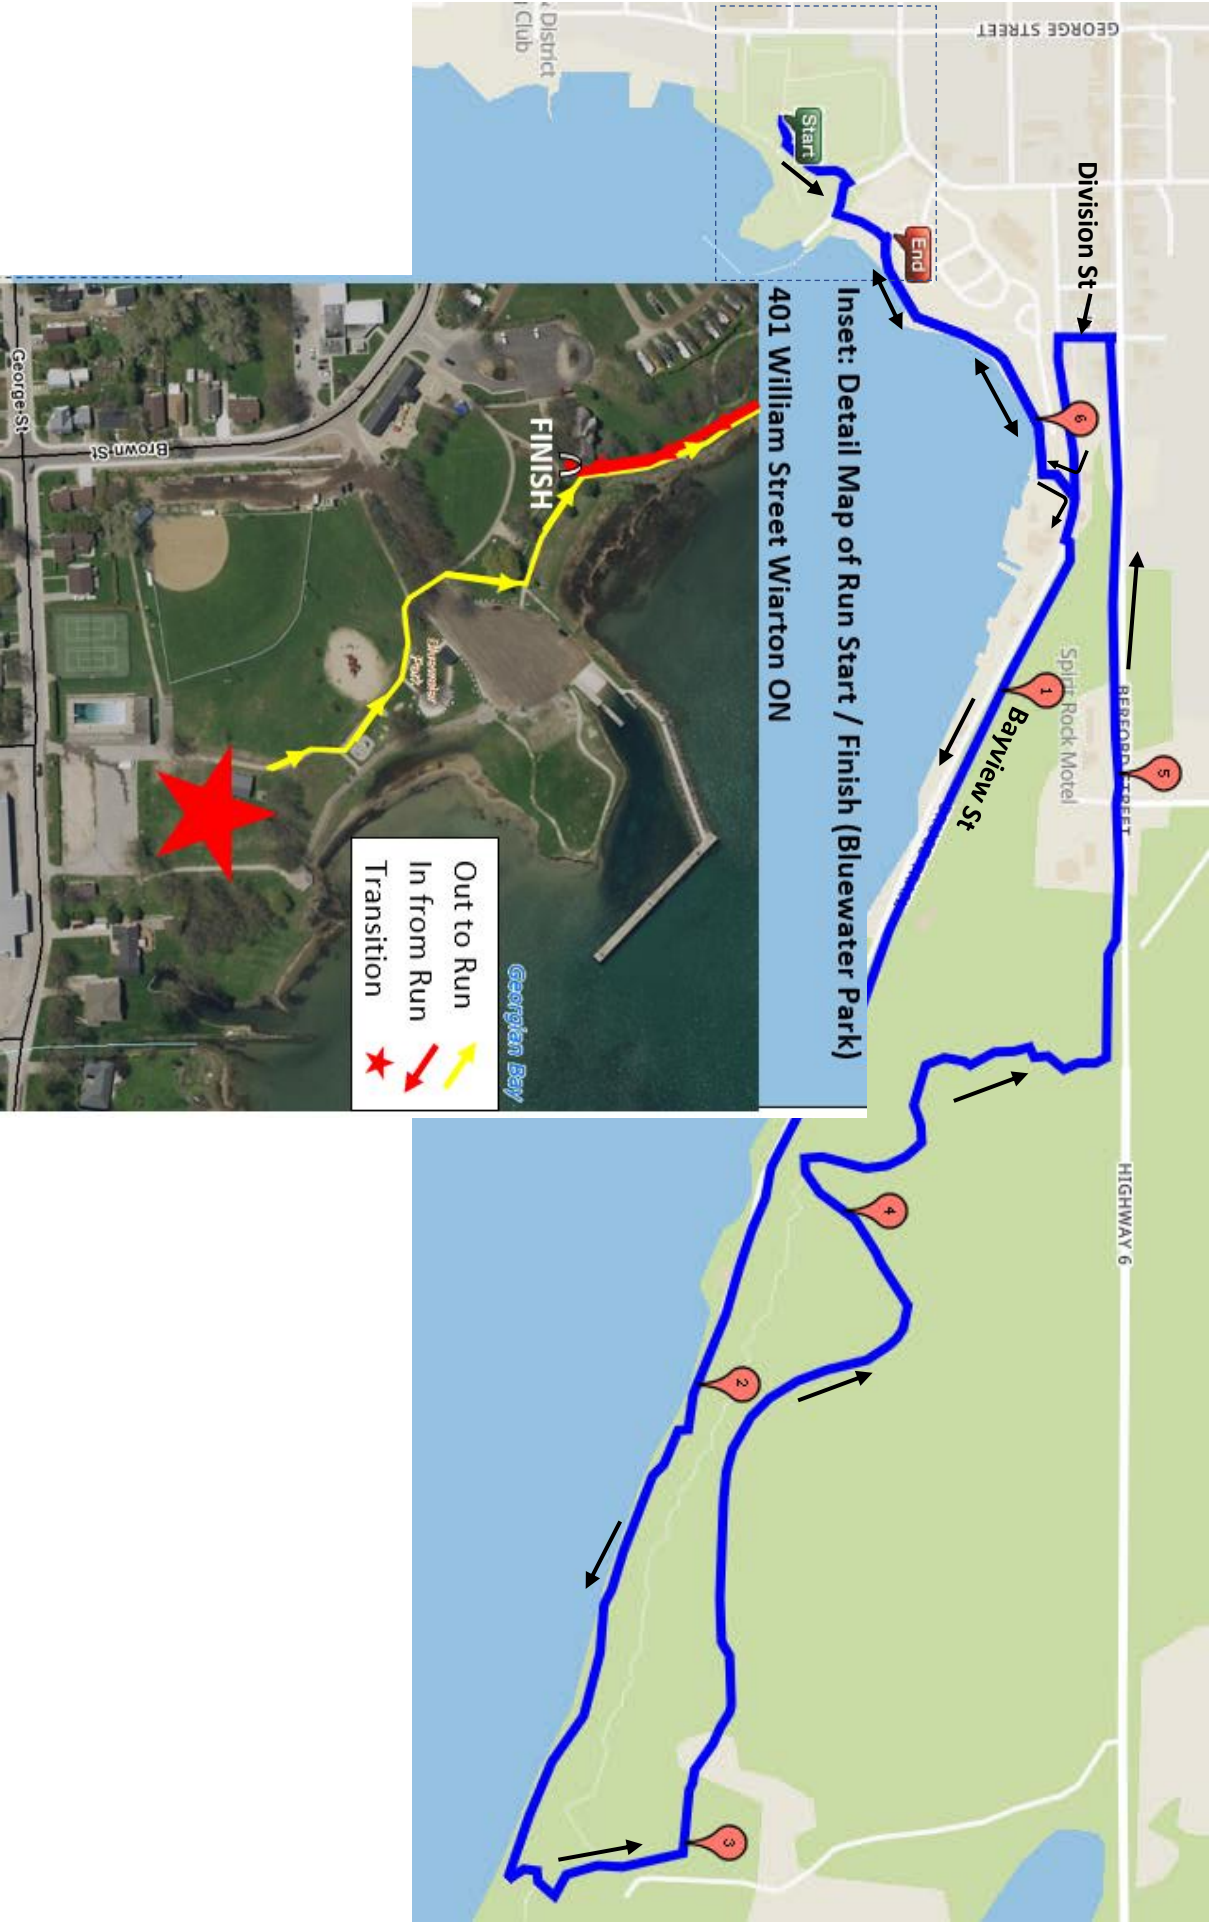 District
Club
GEORGE STREET
Start
End
Division St
Inset: Detail Map of Run Start / Finish (Bluewater Park)
401 William Street Wiarton ON
6
1
Bayview St
Spirit Rock Motel
BERFORD STREET
5
George St
Brown St
FINISH
Bluewater
Park
Georgian Bay
Out to Run
In from Run
Transition
4
HIGHWAY 6
2
3